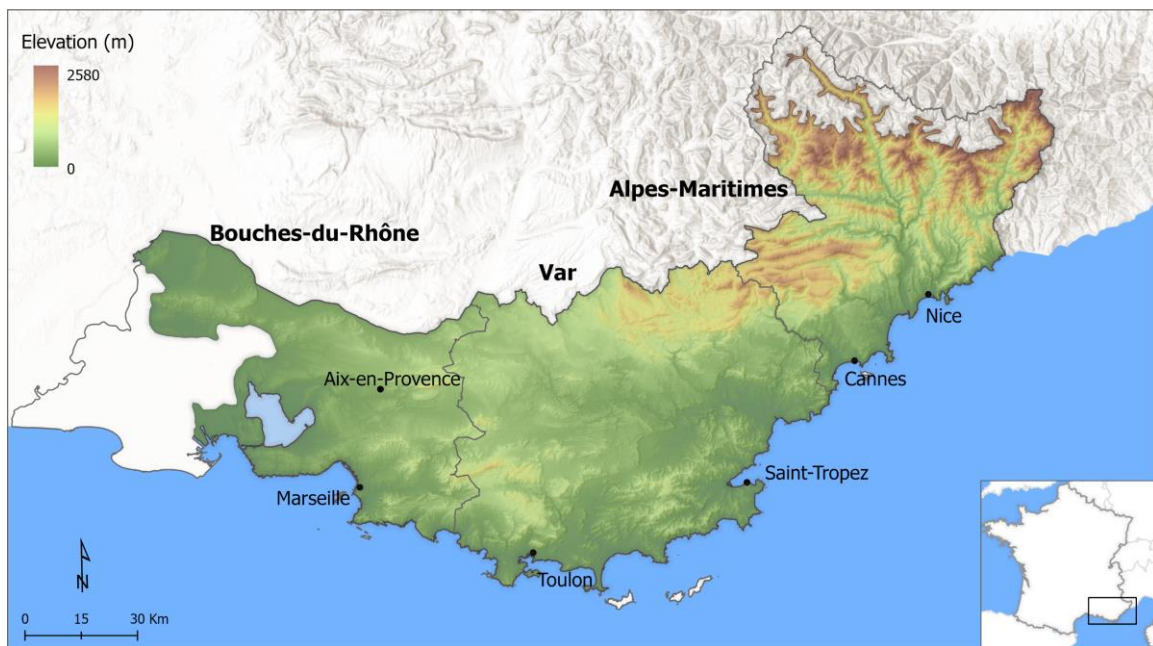 Elevation (m)
2580
0
Alpes-Maritimes
Bouches-du-Rhône
Var
Nice
Cannes
Aix-en-Provence
Saint-Tropez
Marseille
Toulon
N
0 15 30 Km